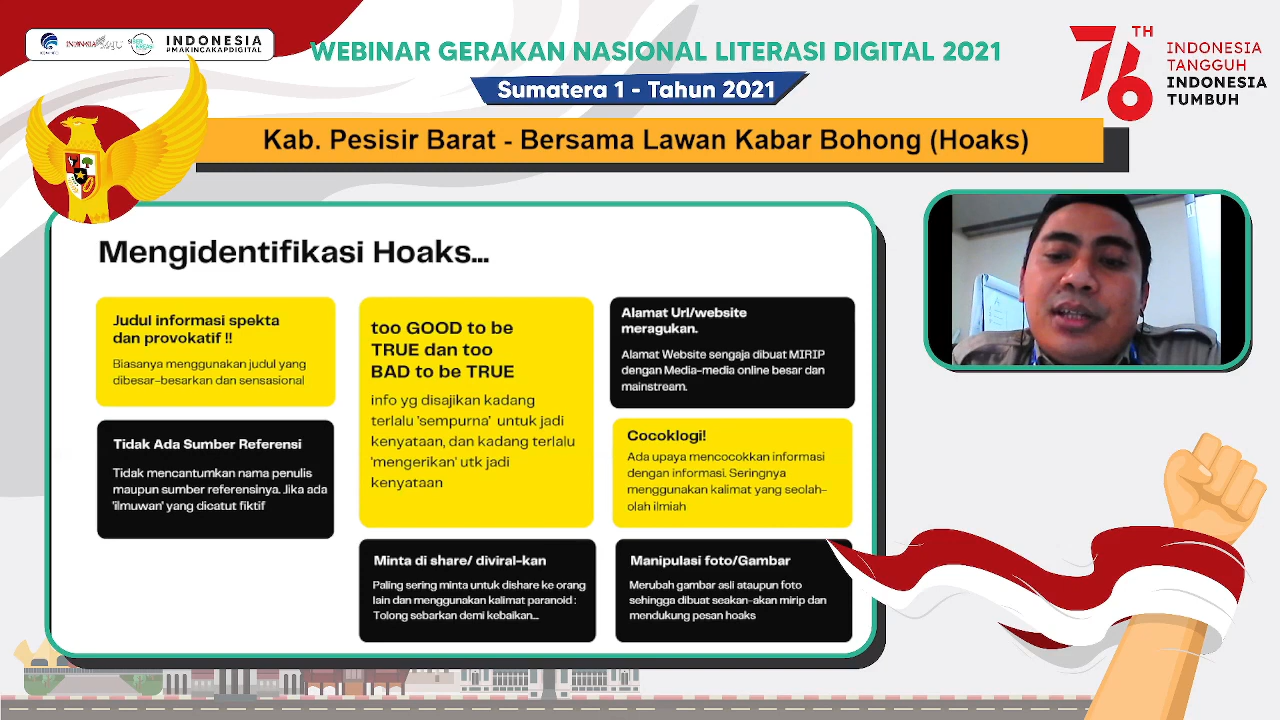 INDONESIA
#MAKINCAKAPDIGITAL
WEBINAR GERAKAN NASIONAL LITERASI DIGITAL 2021
Sumatera 1 - Tahun 2021
76 TH
INDONESIA
TANGGUH
INDONESIA
TUMBUH
Kab. Pesisir Barat - Bersama Lawan Kabar Bohong (Hoaks)
Mengidentifikasi Hoaks...
Judul informasi spekta
dan provokatif !!
Biasanya menggunakan judul yang
dibesar-besarkan dan sensasional
Tidak Ada Sumber Referensi
Tidak mencantumkan nama penulis
maupun sumber referensinya. Jika ada
'ilmuwan' yang dicatut fiktif
too GOOD to be
TRUE dan too
BAD to be TRUE
info yg disajikan kadang
terlalu 'sempurna' untuk jadi
kenyataan, dan kadang terlalu
'mengerikan' utk jadi
kenyataan
Minta di share/ diviral-kan
Paling sering minta untuk dishare ke orang
lain dan menggunakan kalimat paranoid :
Tolong sebarkan demi kebaikan...
Alamat Url/website
meragukan.
Alamat Website sengaja dibuat MIRIP
dengan Media-media online besar dan
mainstream.
Cocoklogi!
Ada upaya mencocokkan informasi
dengan informasi. Seringnya
menggunakan kalimat yang seolah-
olah ilmiah
Manipulasi foto/Gambar
Merubah gambar asli ataupun foto
sehingga dibuat seakan-akan mirip dan
mendukung pesan hoaks